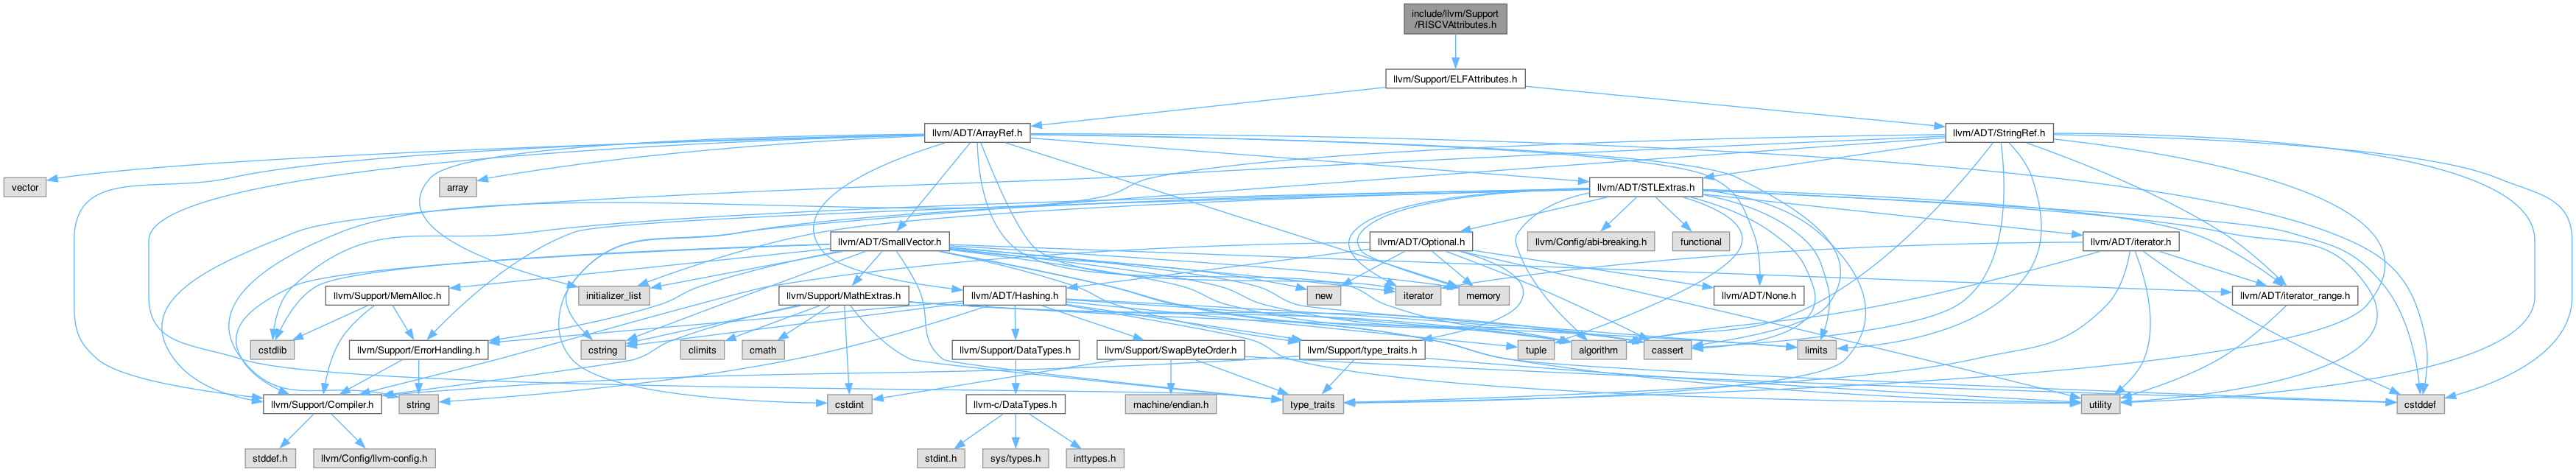 include/llvm/Support
/RISCVAttributes.h
llvm/Support/ELFAttributes.h
llvm/ADT/ArrayRef.h
llvm/ADT/StringRef.h
vector
array
llvm/ADT/STLExtras.h
llvm/ADT/SmallVector.h
llvm/ADT/Optional.h
llvm/Config/abi-breaking.h
functional
llvm/ADT/iterator.h
llvm/Support/MemAlloc.h
initializer_list
llvm/Support/MathExtras.h
llvm/ADT/Hashing.h
new
iterator
memory
llvm/ADT/None.h
llvm/ADT/iterator_range.h
cstdlib
llvm/Support/ErrorHandling.h
cstring
climits
cmath
llvm/Support/DataTypes.h
llvm/Support/SwapByteOrder.h
llvm/Support/type_traits.h
tuple
algorithm
cassert
limits
llvm/Support/Compiler.h
string
cstdint
llvm-c/DataTypes.h
machine/endian.h
type_traits
utility
cstddef
stddef.h
llvm/Config/llvm-config.h
stdint.h
sys/types.h
inttypes.h